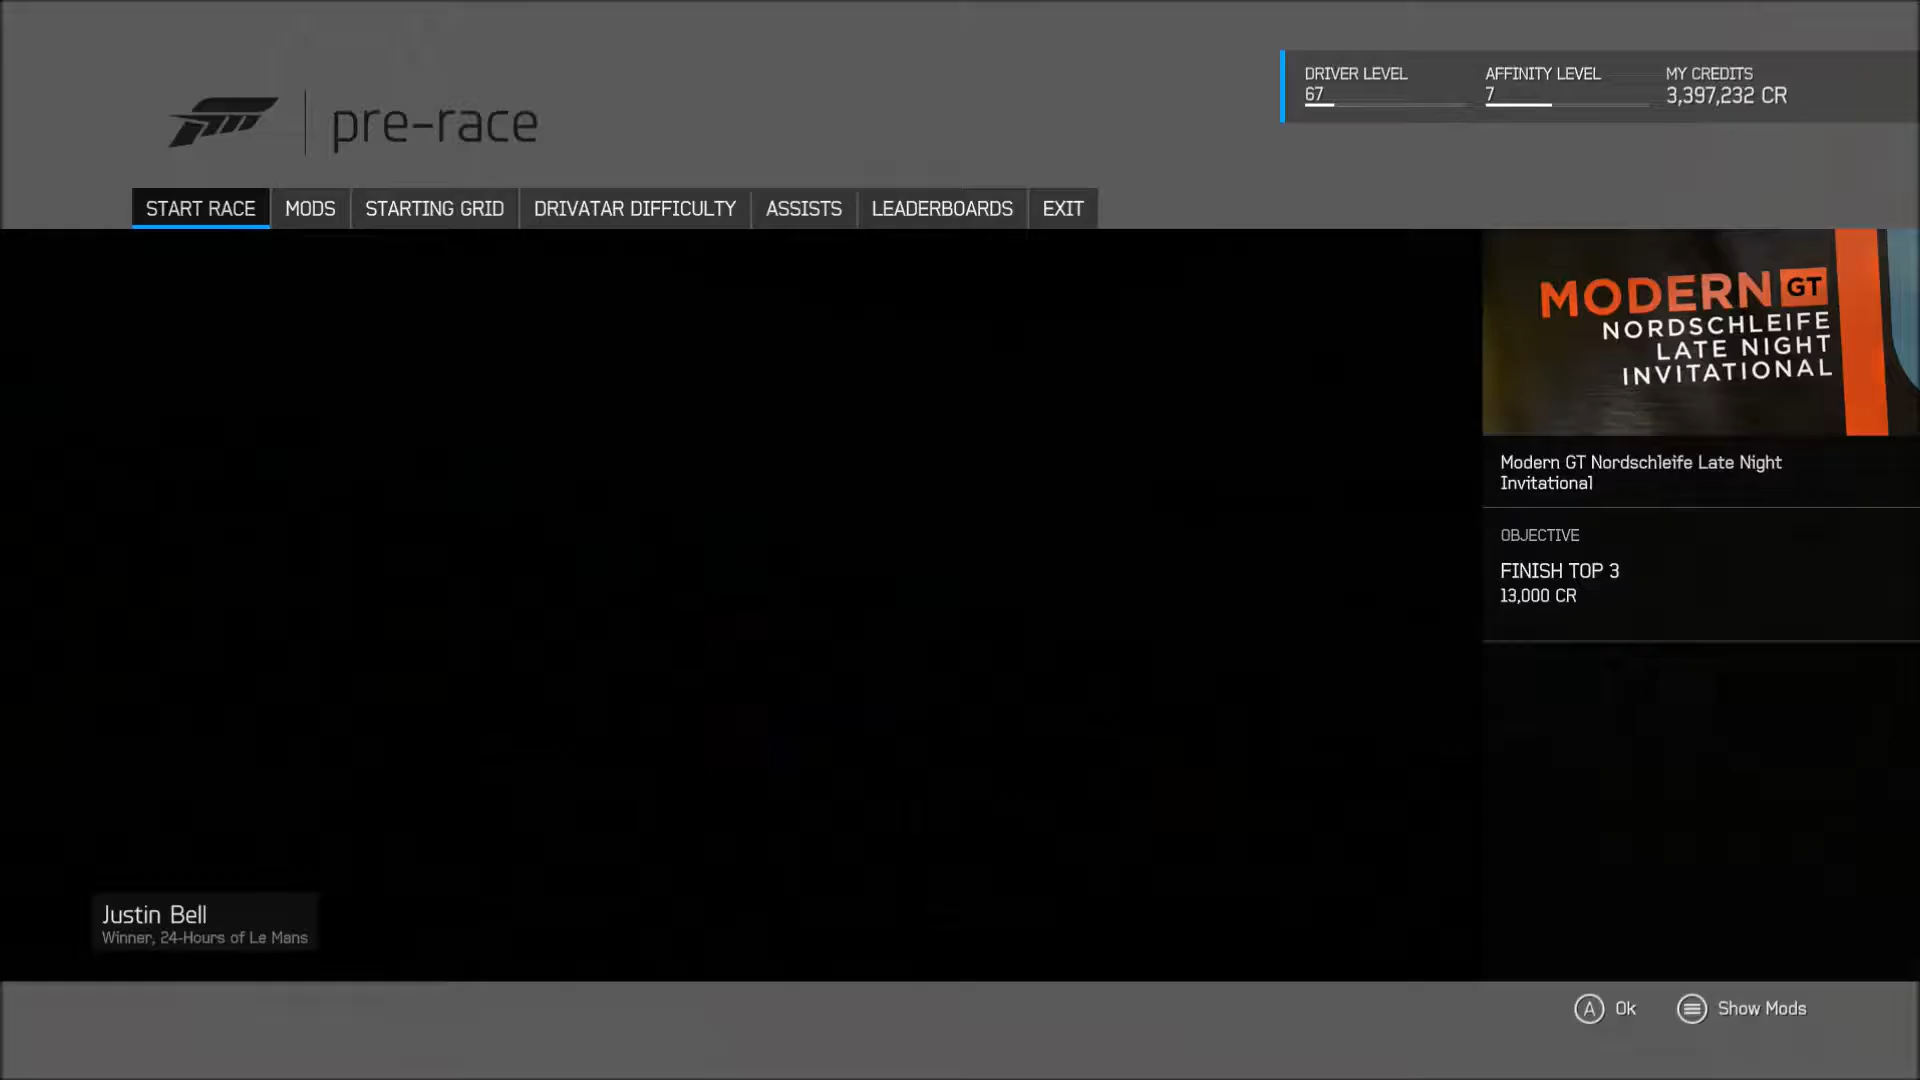 pre-race
DRIVER LEVEL
67
AFFINITY LEVEL
7
MY CREDITS
3,397,232 CR
START RACE
MODS
STARTING GRID
DRIVATAR DIFFICULTY
ASSISTS
LEADERBOARDS
EXIT
MODERN GT
NORDSCHLEIFE
LATE NIGHT
INVITATIONAL
Modern GT Nordschleife Late Night
Invitational
OBJECTIVE
FINISH TOP 3
13,000 CR
Justin Bell
Winner, 24-Hours of Le Mans
A Ok
Show Mods